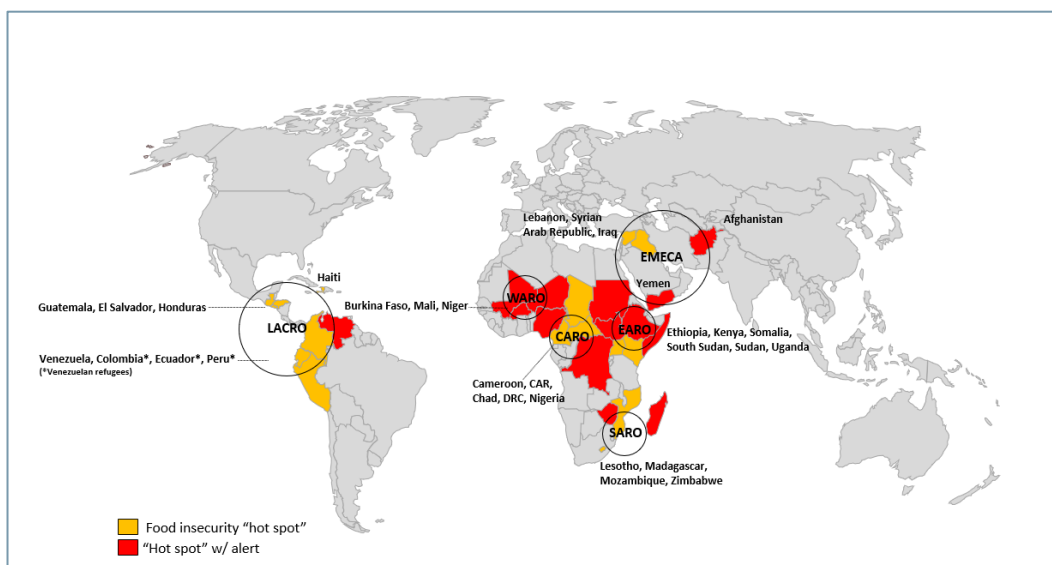 Lebanon, Syrian
Arab Republic, Iraq
Afghanistan
EMECA
Yemen
Haiti
Guatemala, El Salvador, Honduras
LACRO
Venezuela, Colombia*, Ecuador*, Peru*
(*Venezuelan refugees)
Burkina Faso, Mali, Niger
WARO
CARO
EARO
Ethiopia, Kenya, Somalia,
South Sudan, Sudan, Uganda
Cameroon, CAR,
Chad, DRC, Nigeria
SARO
Lesotho, Madagascar,
Mozambique, Zimbabwe
Food insecurity “hot spot”
“Hot spot” w/ alert